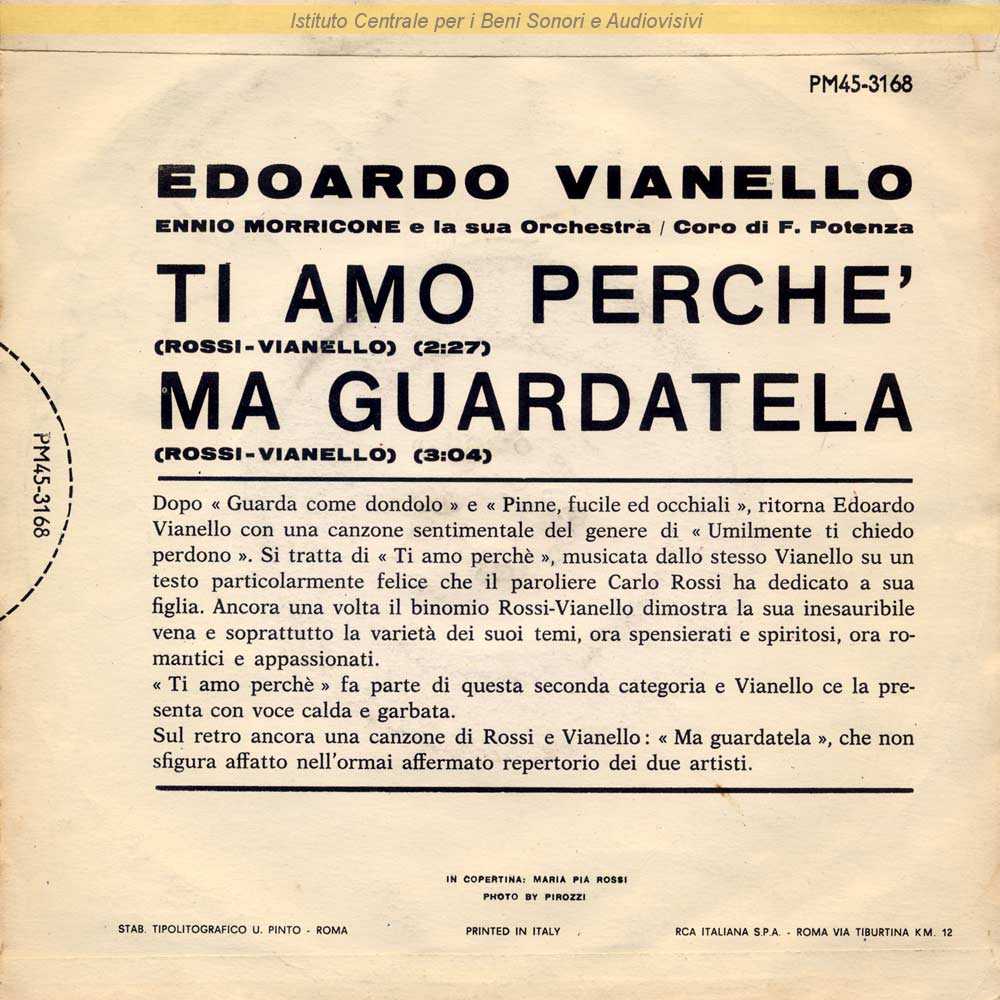 Istituto Centrale per i Beni Sonori e Audiovisivi
PM45-3168
EDOARDO VIANELLO
ENNIO MORRICONE e la sua Orchestra / Coro di F. Potenza
TI AMO PERCHE'
(ROSSI-VIANELLO) (2:27)
MA GUARDATELA
(ROSSI-VIANELLO) (3:04)
PM45-3168
Dopo « Guarda come dondolo » e « Pinne, fucile ed occhiali », ritorna Edoardo
Vianello con una canzone sentimentale del genere di « Umilmente ti chiedo
perdono ». Si tratta di « Ti amo perchè », musicata dallo stesso Vianello su un
testo particolarmente felice che il paroliere Carlo Rossi ha dedicato a sua
figlia. Ancora una volta il binomio Rossi-Vianello dimostra la sua inesauribile
vena e soprattutto la varietà dei suoi temi, ora spensierati e spiritosi, ora ro-
mantici e appassionati.
« Ti amo perchè » fa parte di questa seconda categoria e Vianello ce la pre-
senta con voce calda e garbata.
Sul retro ancora una canzone di Rossi e Vianello : « Ma guardatela », che non
sfigura affatto nell'ormai affermato repertorio dei due artisti.
IN COPERTINA: MARIA PIA ROSSI
PHOTO BY PIROZZI
STAB. TIPOLITOGRAFICO U. PINTO - ROMA
PRINTED IN ITALY
RCA ITALIANA S.P.A. - ROMA VIA TIBURTINA KM. 12